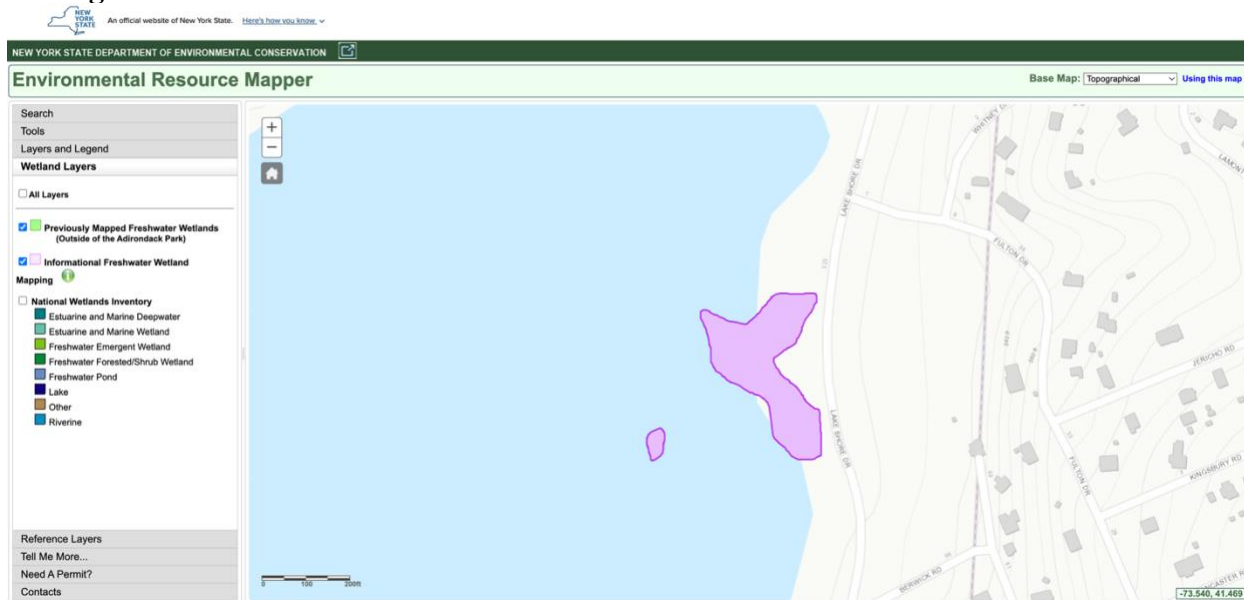 NEW
YORK
STATE
An official website of New York State. Here's how you know.
NEW YORK STATE DEPARTMENT OF ENVIRONMENTAL CONSERVATION
Environmental Resource Mapper
Base Map: Topographical Using this map
Search
Tools
Layers and Legend
Wetland Layers
All Layers
Previously Mapped Freshwater Wetlands
(Outside of the Adirondack Park)
Informational Freshwater Wetland
Mapping
National Wetlands Inventory
Estuarine and Marine Deepwater
Estuarine and Marine Wetland
Freshwater Emergent Wetland
Freshwater Forested/Shrub Wetland
Freshwater Pond
Lake
Other
Riverine
Reference Layers
Tell Me More...
Need A Permit?
Contacts
+
−
WHITNEY
LAMONT
LAKE SHORE DR
FULTON DR
JERICHO RD
LAKE SHORE DR
FULTON DR
KINGSBURY RD
BERWICK RD
0 100 200ft
-73.540, 41.469